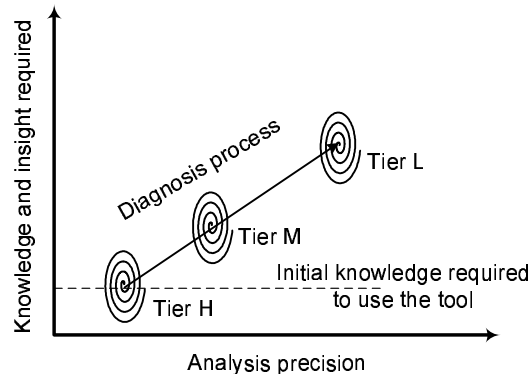 Knowledge and insight required
Diagnosis process
Tier L
Tier M
Initial knowledge required
to use the tool
Tier H
Analysis precision